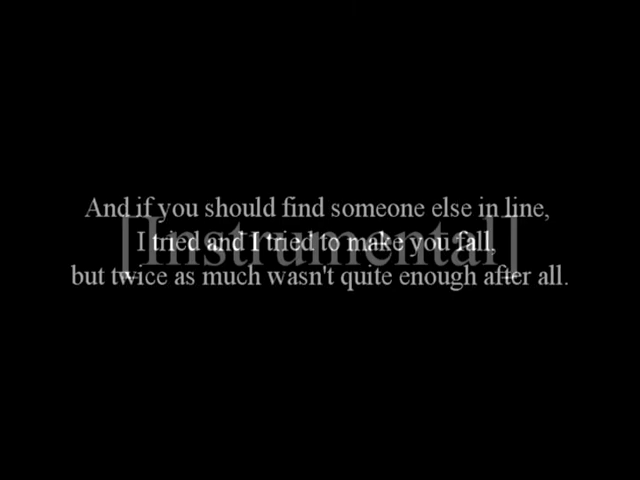 And if you should find someone else in line,
I tried and I tried to make you fall,
but twice as much wasn't quite enough after all.
[Instrumental]